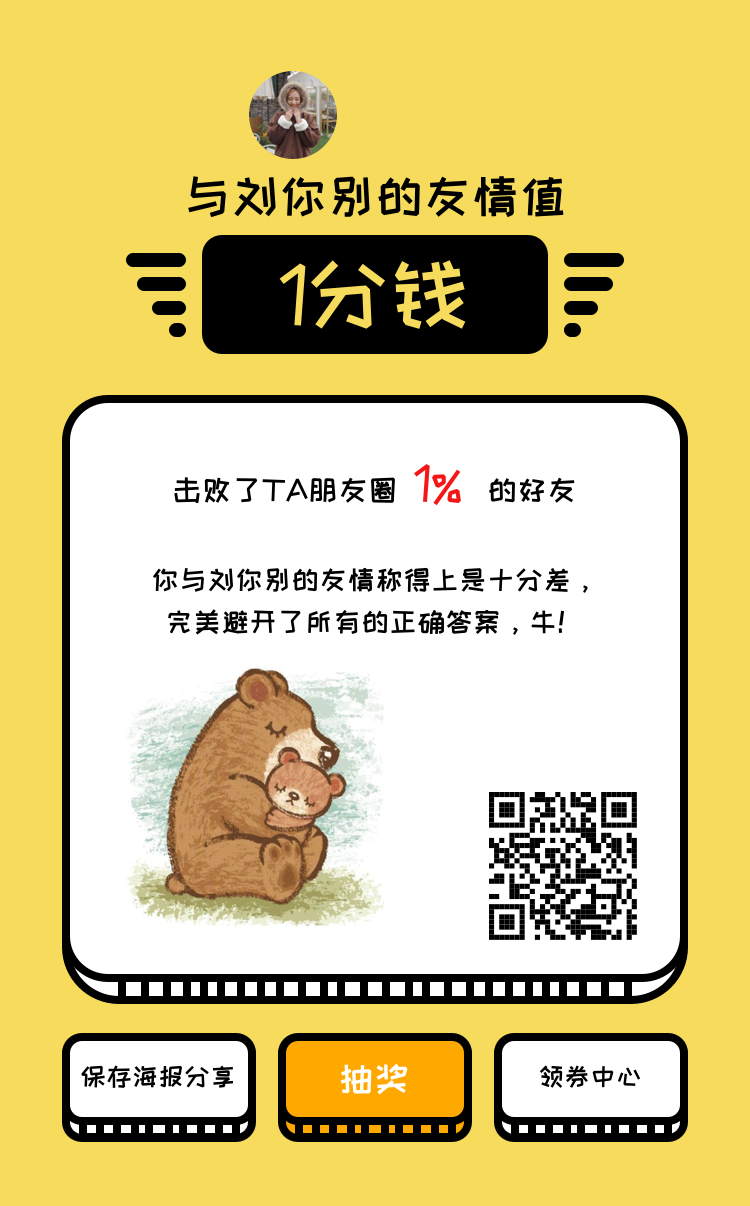 与刘你别的友情值
1分钱
击败了TA朋友圈 1% 的好友
你与刘你别的友情称得上是十分差，
完美避开了所有的正确答案，牛！
保存海报分享
抽奖
领券中心